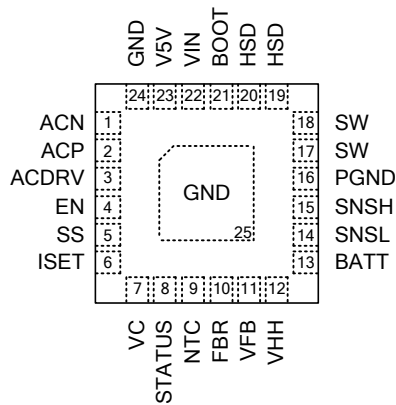 GND V5V VIN BOOT HSD HSD
24 23 22 21 20 19
ACN 1 18 SW
ACP 2 17 SW
ACDRV 3 16 PGND
GND
EN 4 15 SNSH
SS 5 25 14 SNSL
ISET 6 13 BATT
7 8 9 10 11 12
VC STATUS NTC FBR VFB VHH